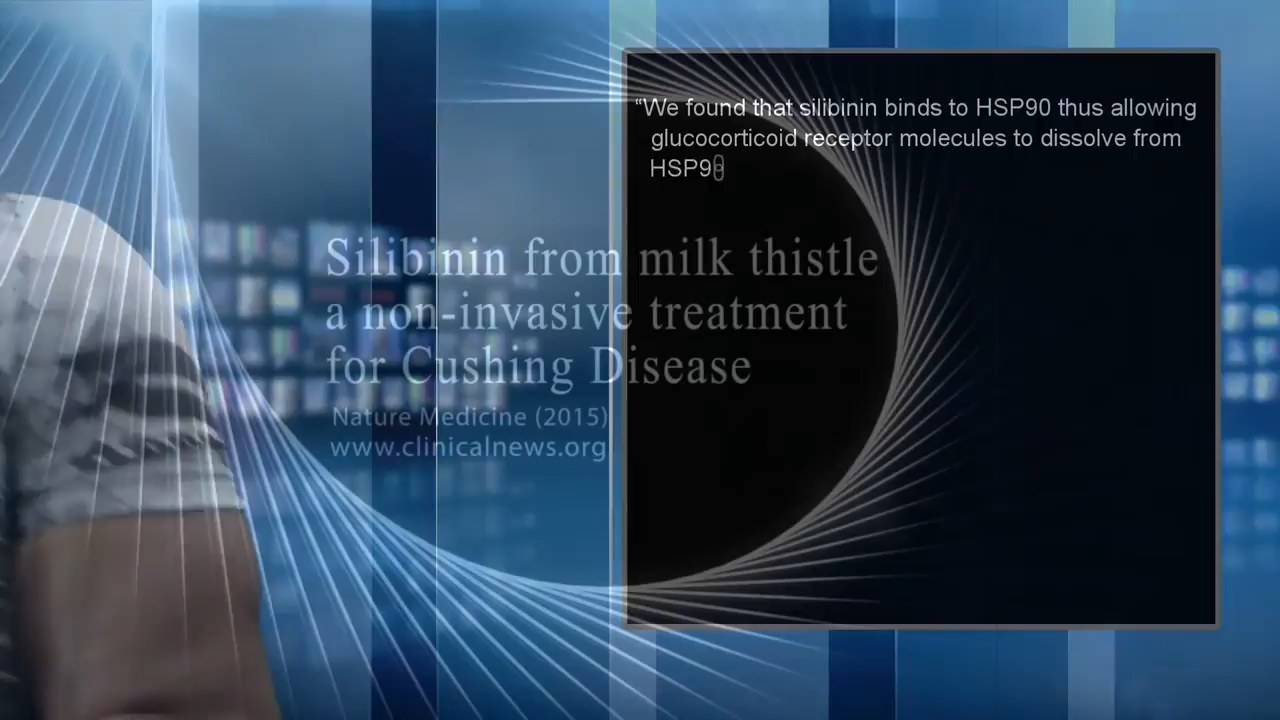 “We found that silibinin binds to HSP90 thus allowing
glucocorticoid receptor molecules to dissolve from
HSP9
Silibinin from milk thistle
a non-invasive treatment
for Cushing Disease
Nature Medicine (2015)
www.clinicalnews.org